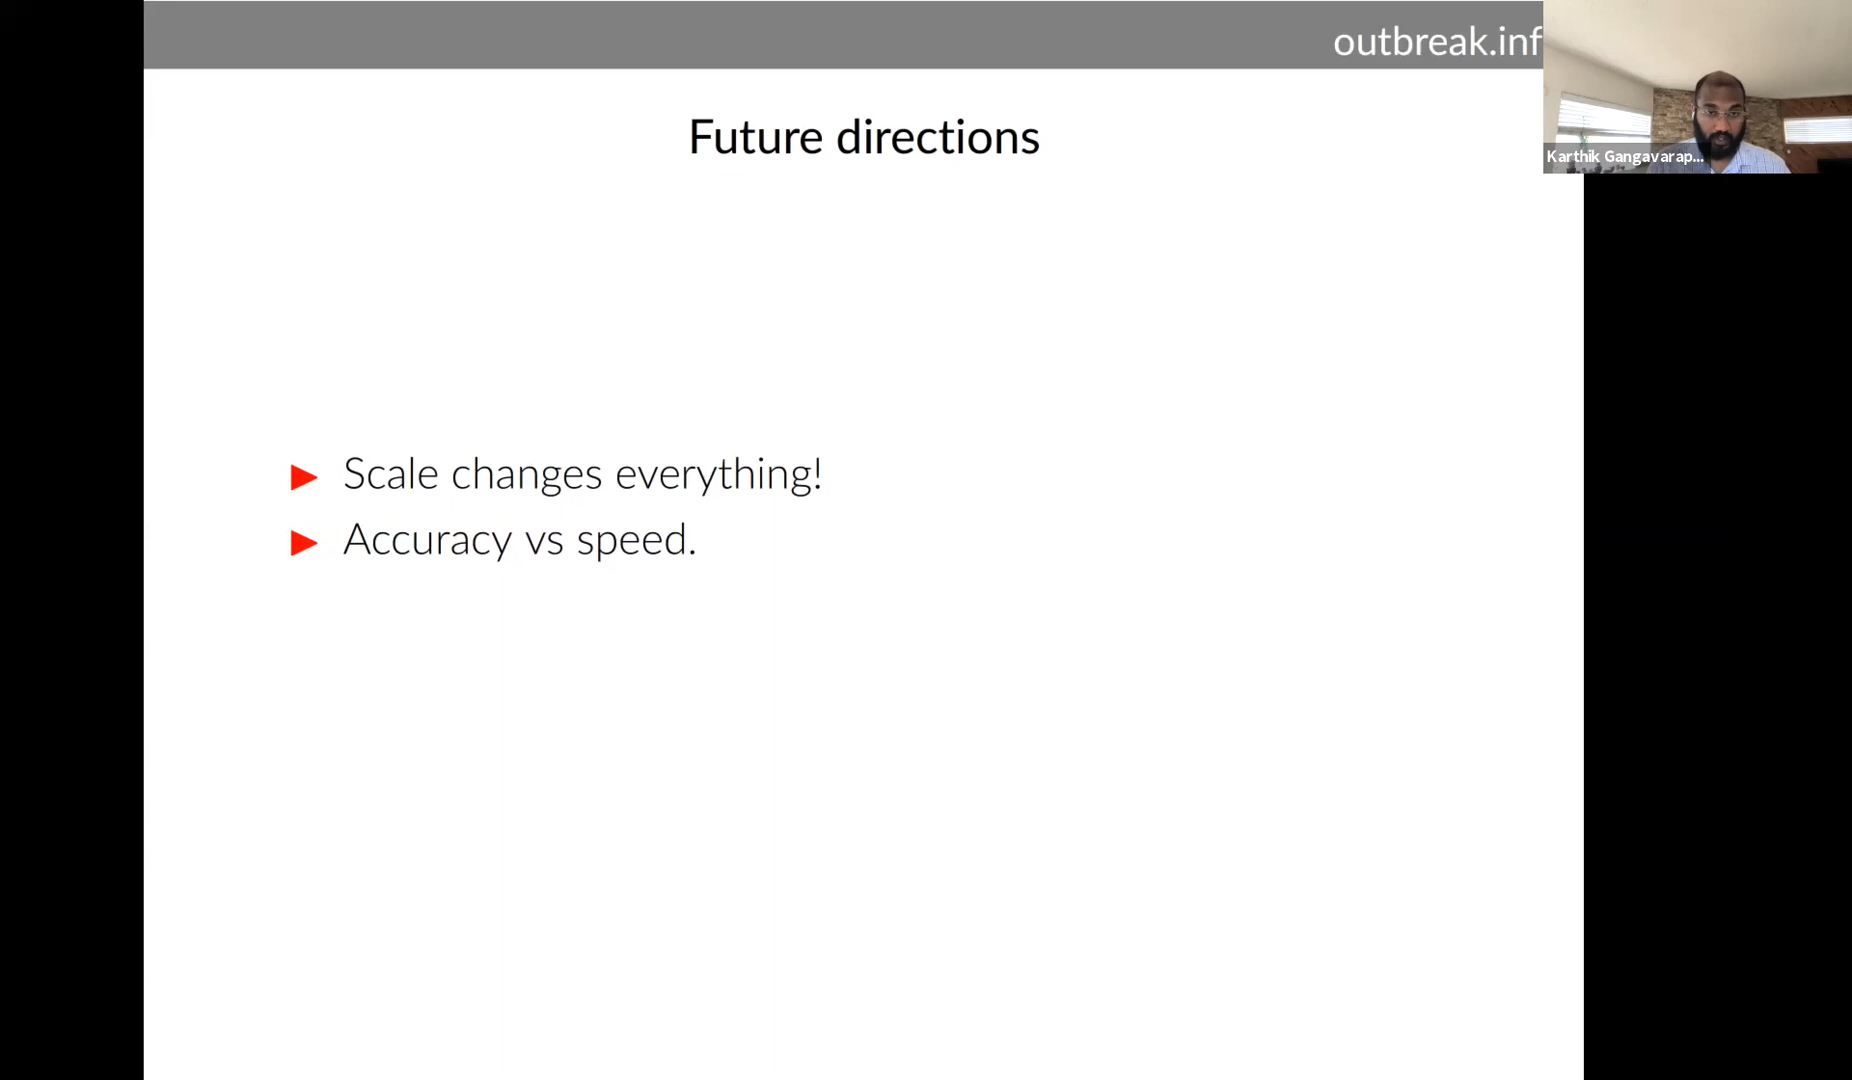 outbreak.inf
Karthik Gangavarap...
Future directions
Scale changes everything!
Accuracy vs speed.